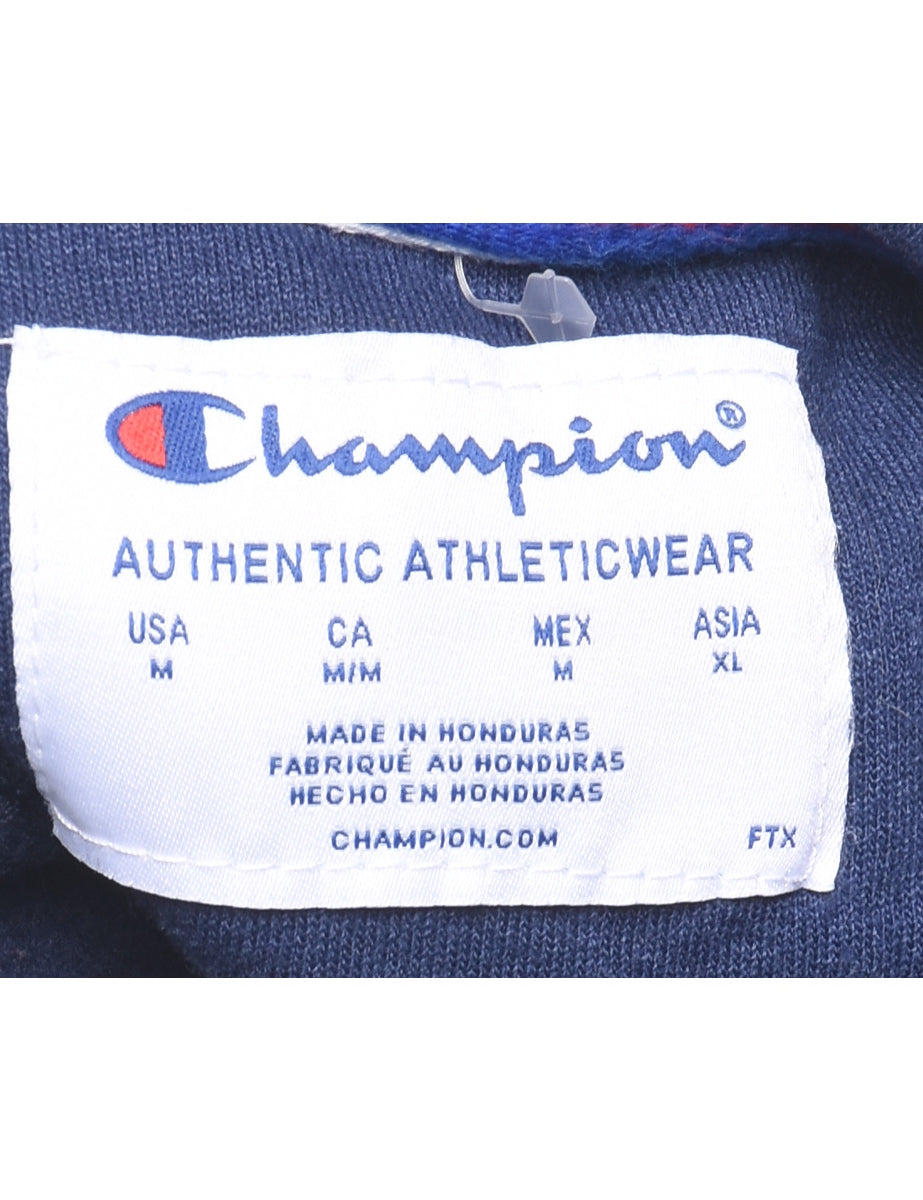 Champion®
AUTHENTIC ATHLETICWEAR
USA CA MEX ASIA
M M/M M XL
MADE IN HONDURAS
FABRIQUÉ AU HONDURAS
HECHO EN HONDURAS
CHAMPION.COM FTX